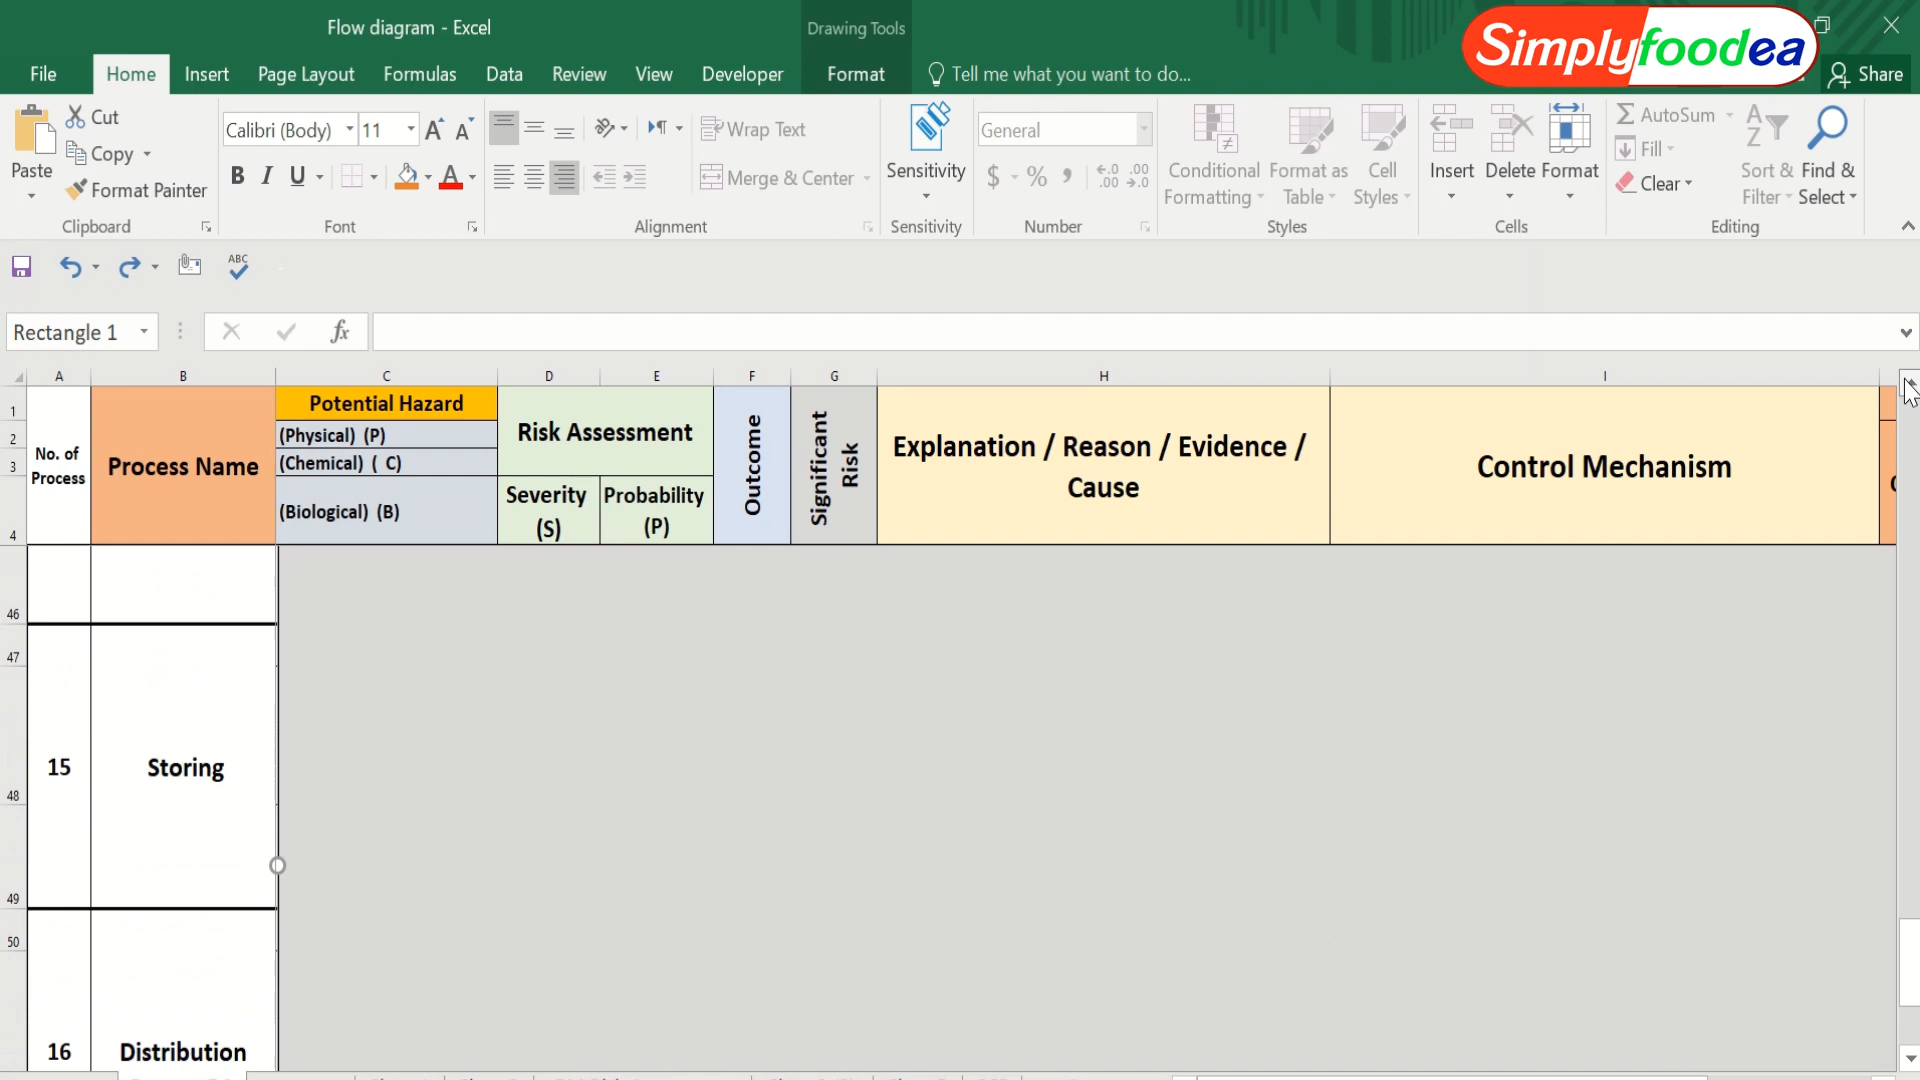 Flow diagram - Excel
Drawing Tools
Simplyfoodea
File
Home
Insert
Page Layout
Formulas
Data
Review
View
Developer
Format
Tell me what you want to do...
Share
Paste
Cut
Copy
Format Painter
Clipboard
Calibri (Body)
11
A A
B I U
A
Font
Wrap Text
Merge & Center
Alignment
Sensitivity
Sensitivity
General
$ % ,
Number
Conditional
Formatting
Format as
Table
Cell
Styles
Styles
Insert
Delete
Format
Cells
AutoSum
Fill
Clear
Sort &
Filter
Find &
Select
Editing
ABC
Rectangle 1
fx
A B C D E F G H I
1
2
3
4
No. of
Process
Process Name
Potential Hazard
(Physical) (P)
(Chemical) ( C)
(Biological) (B)
Risk Assessment
Severity
(S)
Probability
(P)
Outcome
Significant
Risk
Explanation / Reason / Evidence /
Cause
Control Mechanism
46
47
15 Storing
48
49
50
16 Distribution